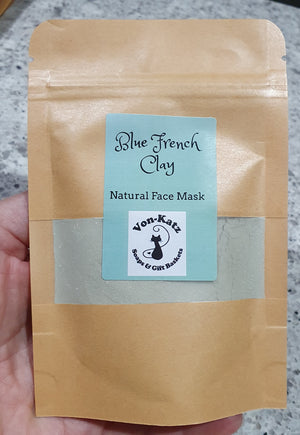 Blue French
Clay
Natural Face Mask
Von-Katz
Soaps & Gift Baskets